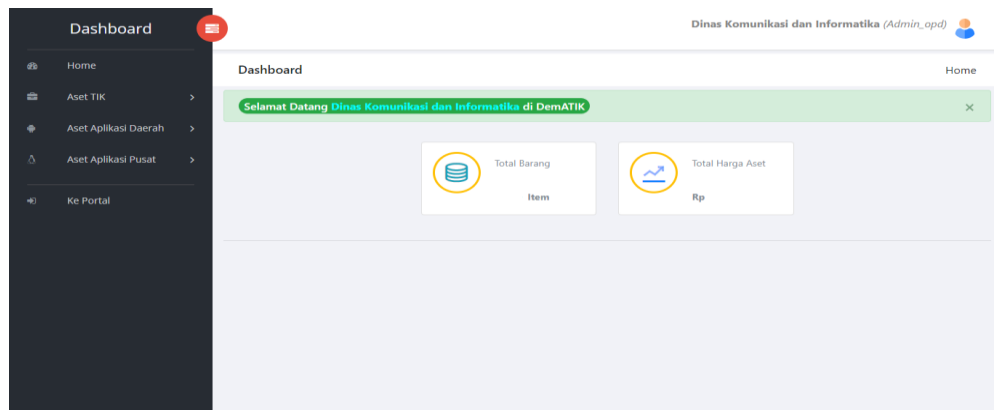 Dashboard
Dinas Komunikasi dan Informatika (Admin_opd)
Home
Aset TIK
Aset Aplikasi Daerah
Aset Aplikasi Pusat
Ke Portal
Dashboard
Home
Selamat Datang Dinas Komunikasi dan Informatika di DemATIK
Total Barang
Item
Total Harga Aset
Rp